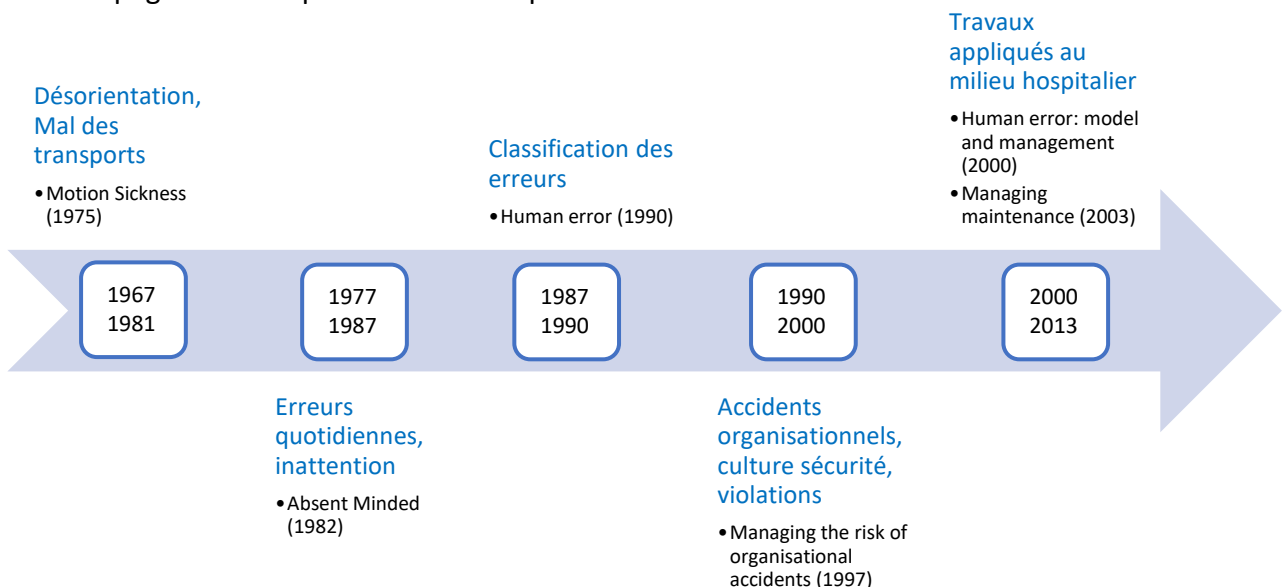 Désorientation,
Mal des
transports
•Motion Sickness
(1975)
1967
1981
Erreurs
quotidiennes,
inattention
•Absent Minded
(1982)
1977
1987
Classification des
erreurs
•Human error (1990)
1987
1990
Accidents
organisationnels,
culture sécurité,
violations
•Managing the risk of
organisational
accidents (1997)
1990
2000
Travaux
appliqués au
milieu hospitalier
•Human error: model
and management
(2000)
•Managing
maintenance (2003)
2000
2013